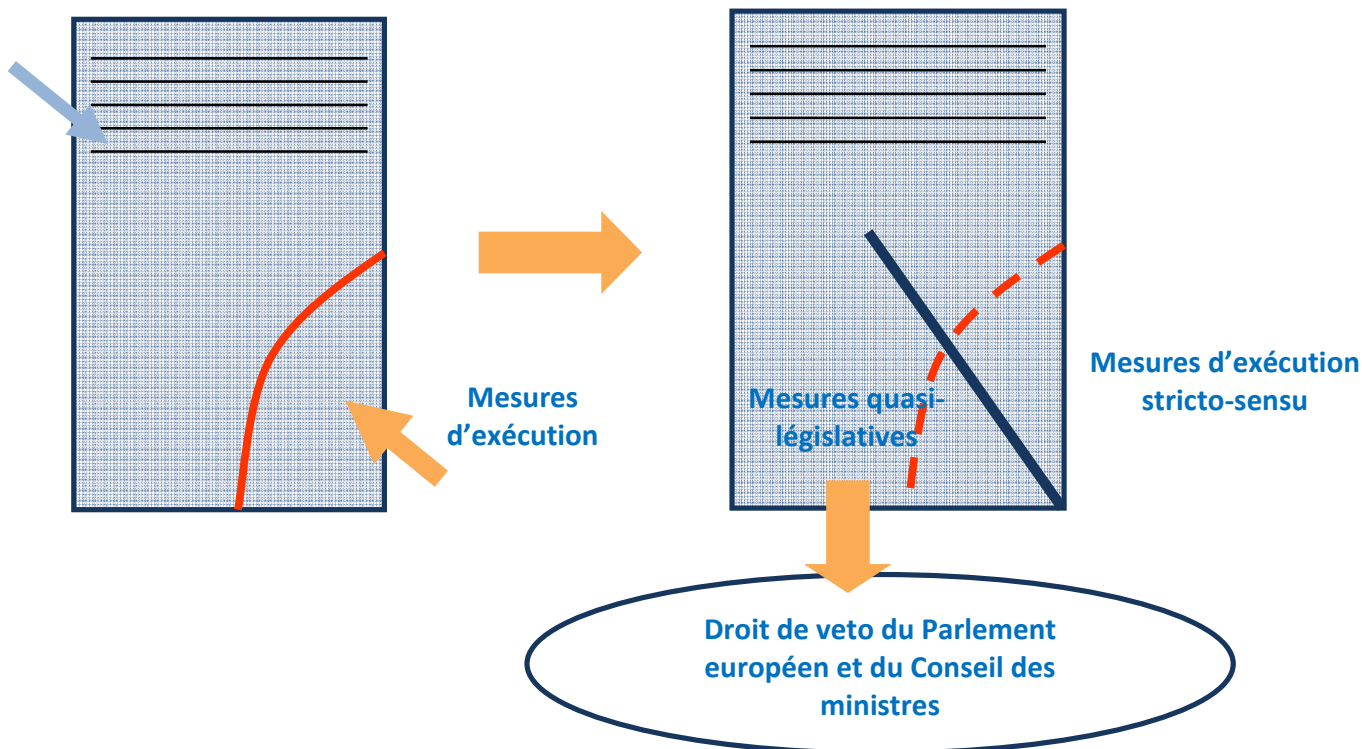 Mesures
d’exécution
Mesures quasi-
législatives
Mesures d’exécution
stricto-sensu
Droit de veto du Parlement
européen et du Conseil des
ministres